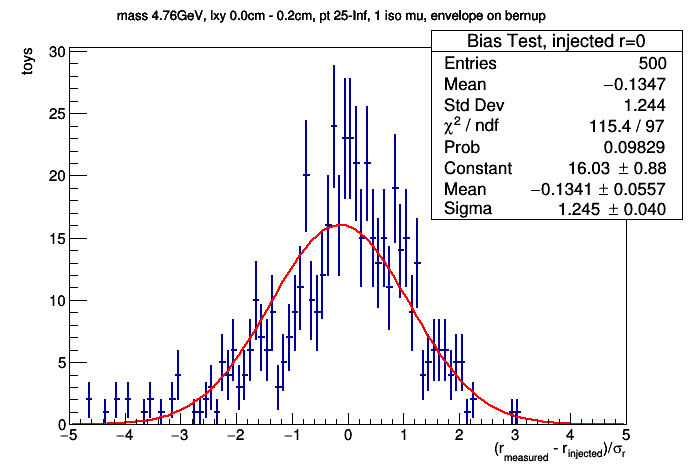 mass 4.76GeV, lxy 0.0cm - 0.2cm, pt 25-Inf, 1 iso mu, envelope on bernup
Bias Test, injected r=0
Entries 500
Mean −0.1347
Std Dev 1.244
χ² / ndf 115.4 / 97
Prob 0.09829
Constant 16.03 ± 0.88
Mean −0.1341 ± 0.0557
Sigma 1.245 ± 0.040
toys
30
25
20
15
10
5
0
−5 −4 −3 −2 −1 0 1 2 3 4 5
(r_measured - r_injected)/σ_r